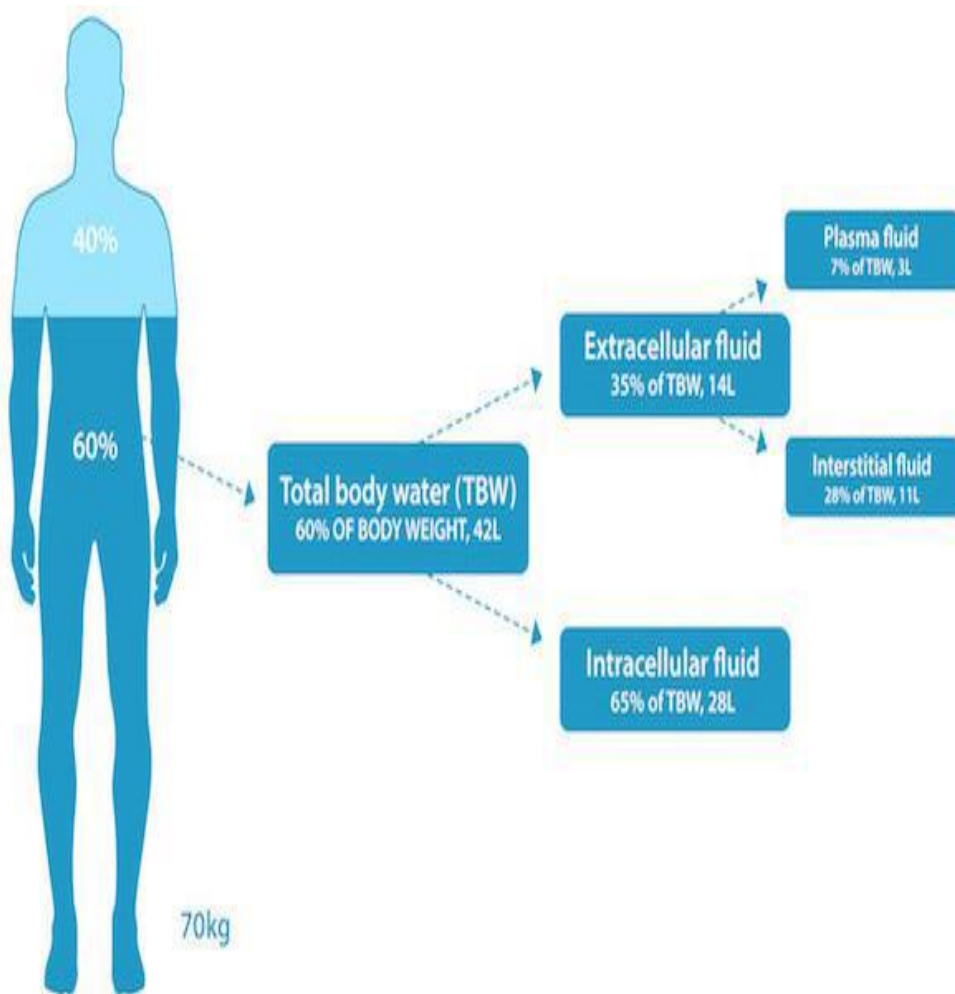 40%
60%
70kg
Total body water (TBW)
60% OF BODY WEIGHT, 42L
Extracellular fluid
35% of TBW, 14L
Plasma fluid
7% of TBW, 3L
Interstitial fluid
28% of TBW, 11L
Intracellular fluid
65% of TBW, 28L